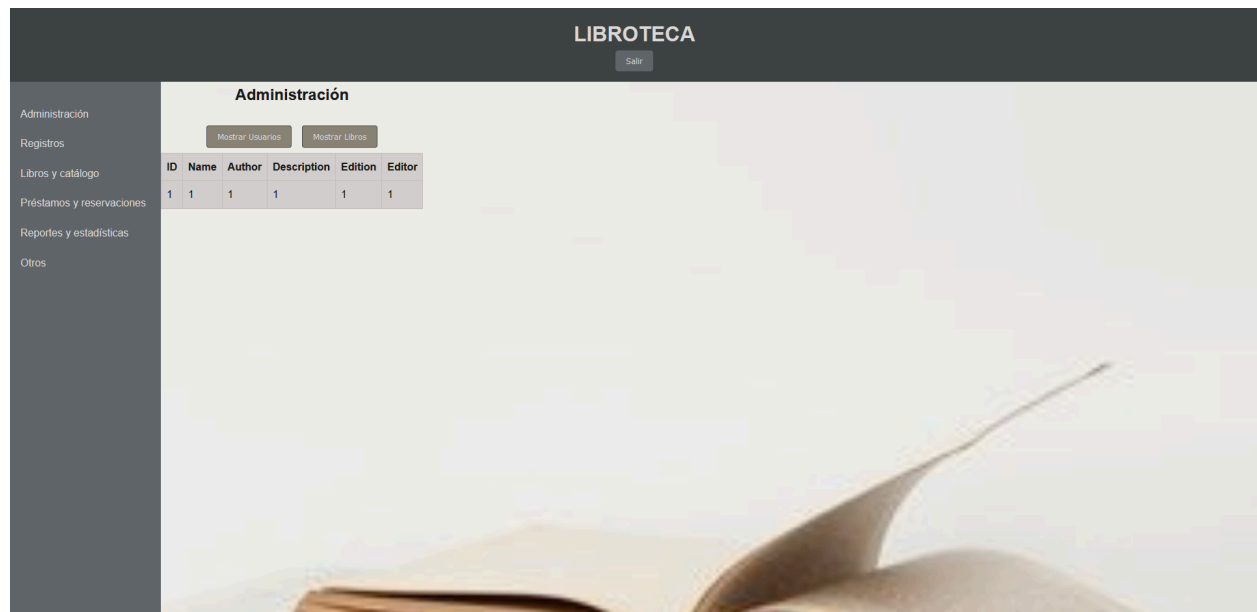 LIBROTECA
Salir
Administración
Registros
Libros y catálogo
Préstamos y reservaciones
Reportes y estadísticas
Otros
Administración
Mostrar Usuarios Mostrar Libros
ID Name Author Description Edition Editor
1 1 1 1 1 1